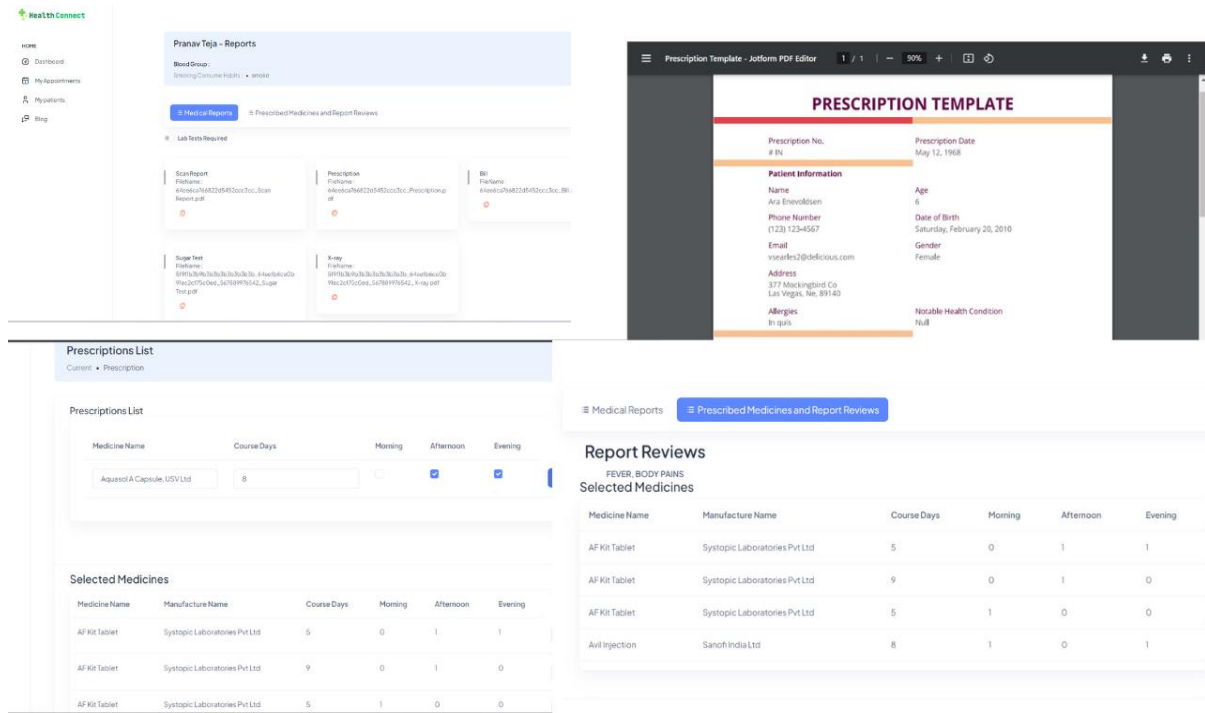 Health Connect
HOME
Dashboard
My Appointments
My patients
Blog
Pranav Teja - Reports
Blood Group :
Smoking Consume Habits : • smoke
Medical Reports
Prescribed Medicines and Report Reviews
Lab Tests Required
Scan Report
FileName :
Report.pdf
Prescription
FileName :
df
Bill
FileName :
Sugar Test
FileName :
Test.pdf
X-ray
FileName :
Prescription Template - Jotform PDF Editor
1 / 1
90%
PRESCRIPTION TEMPLATE
Prescription No.
Prescription Date
# IN
May 12, 1968
Patient Information
Name
Age
Ara Enevoldsen
6
Phone Number
Date of Birth
(123) 123-4567
Saturday, February 20, 2010
Email
Gender
vsearles2@delicious.com
Female
Address
377 Mockingbird Co
Las Vegas, Ne, 89140
Allergies
Notable Health Condition
In quis
Null
Prescriptions List
Current • Prescription
Prescriptions List
Medicine Name Course Days Morning Afternoon Evening
Aquasol A Capsule, USV Ltd 8
Selected Medicines
Medicine Name Manufacture Name Course Days Morning Afternoon Evening
AF Kit Tablet Systopic Laboratories Pvt Ltd 5 0 1 1
AF Kit Tablet Systopic Laboratories Pvt Ltd 9 0 1 0
AF Kit Tablet Systopic Laboratories Pvt Ltd 5 1 0 0
Medical Reports
Prescribed Medicines and Report Reviews
Report Reviews
FEVER, BODY PAINS
Selected Medicines
Medicine Name Manufacture Name Course Days Morning Afternoon Evening
AF Kit Tablet Systopic Laboratories Pvt Ltd 5 0 1 1
AF Kit Tablet Systopic Laboratories Pvt Ltd 9 0 1 0
AF Kit Tablet Systopic Laboratories Pvt Ltd 5 1 0 0
Avil Injection Sanofi India Ltd 8 1 0 1